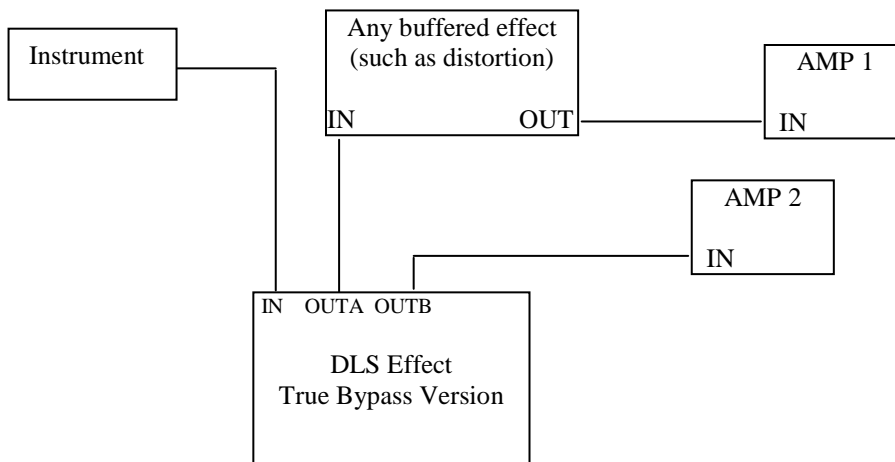 Instrument
Any buffered effect
(such as distortion)
IN OUT
AMP 1
IN
AMP 2
IN
IN OUTA OUTB
DLS Effect
True Bypass Version